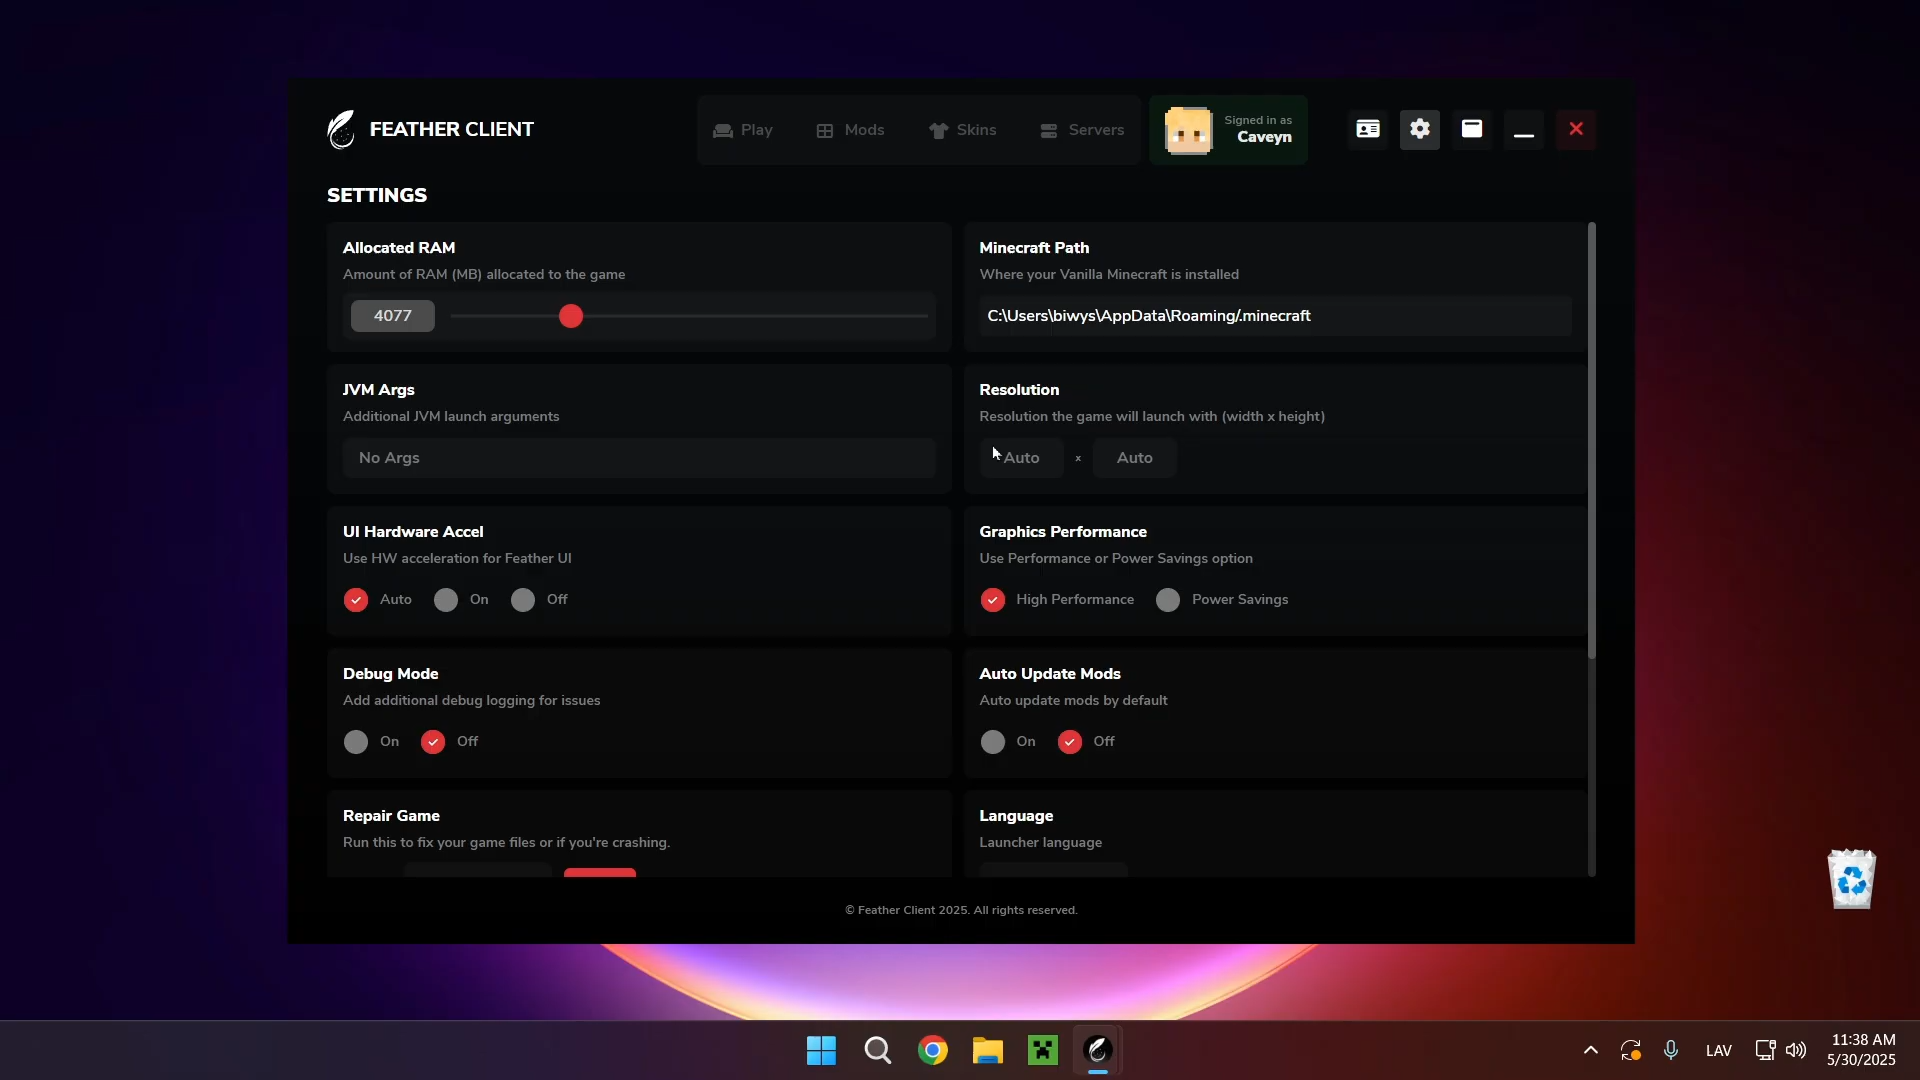 FEATHER CLIENT
Play
Mods
Skins
Servers
Signed in as
Caveyn
SETTINGS
Allocated RAM
Amount of RAM (MB) allocated to the game
4077
Minecraft Path
Where your Vanilla Minecraft is installed
C:\Users\biwys\AppData\Roaming/.minecraft
JVM Args
Additional JVM launch arguments
No Args
Resolution
Resolution the game will launch with (width x height)
Auto x Auto
UI Hardware Accel
Use HW acceleration for Feather UI
Auto On Off
Graphics Performance
Use Performance or Power Savings option
High Performance Power Savings
Debug Mode
Add additional debug logging for issues
On Off
Auto Update Mods
Auto update mods by default
On Off
Repair Game
Run this to fix your game files or if you're crashing.
Language
Launcher language
© Feather Client 2025. All rights reserved.
LAV
11:38 AM
5/30/2025